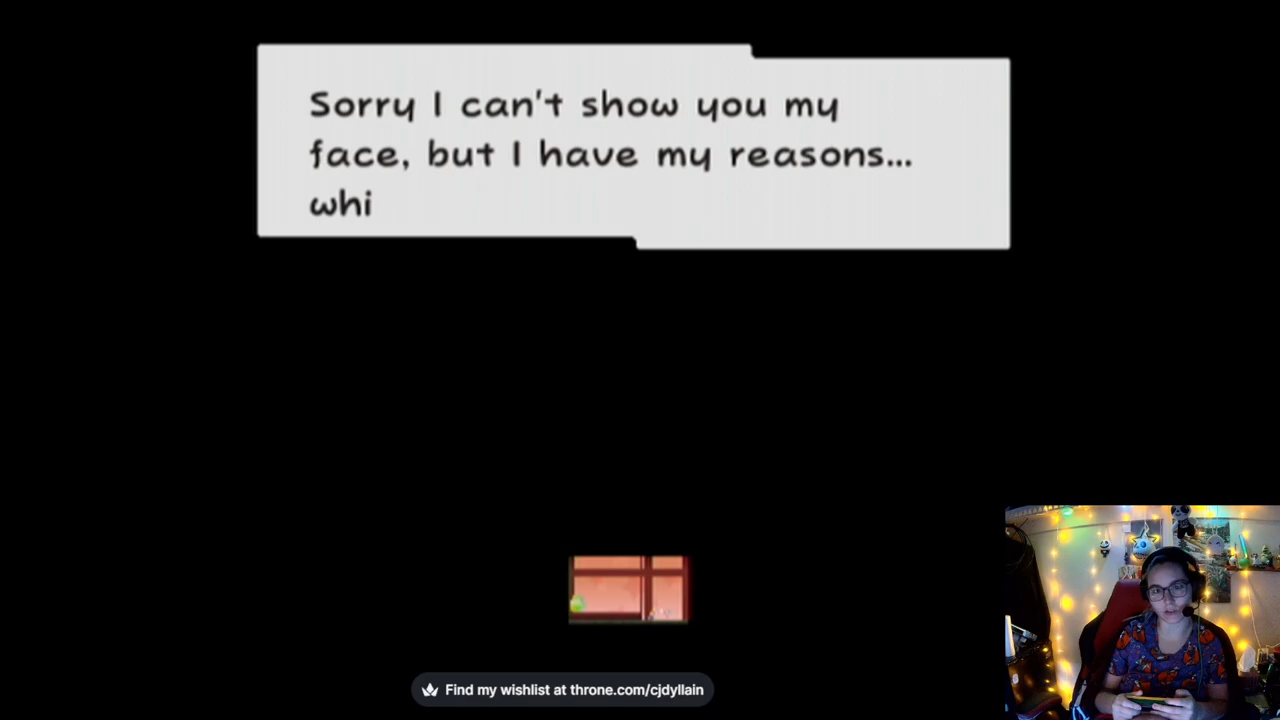 Sorry I can't show you my
face, but I have my reasons...
whi
Find my wishlist at throne.com/cjdyllain